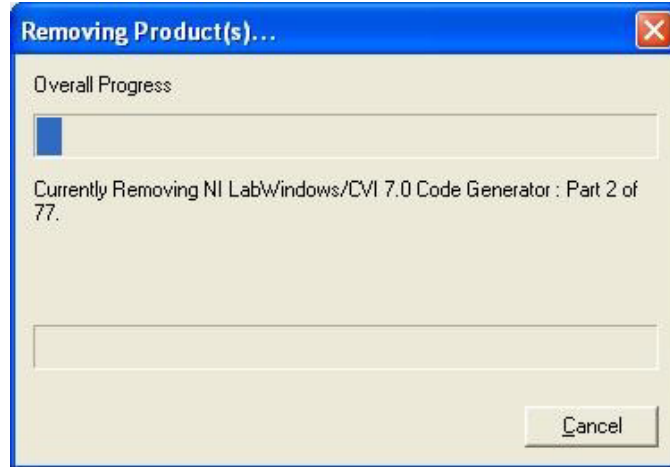 Removing Product(s)...
Overall Progress
Currently Removing NI LabWindows/CVI 7.0 Code Generator : Part 2 of
77.
Cancel